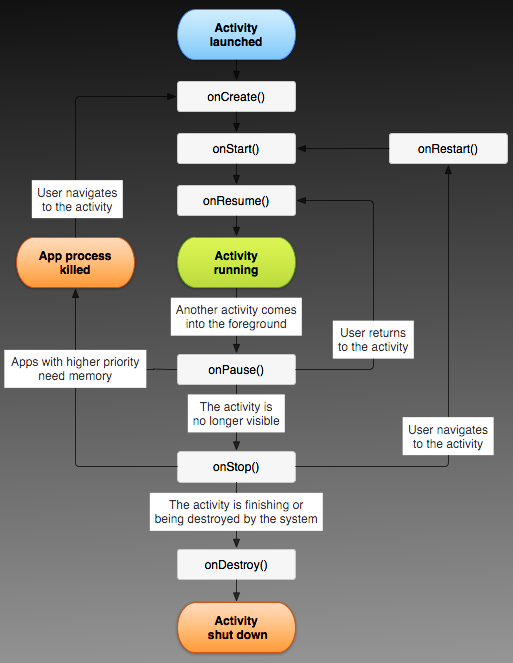 Activity
launched
onCreate()
onStart()
onRestart()
User navigates
to the activity
onResume()
App process
killed
Activity
running
Another activity comes
into the foreground
User returns
to the activity
Apps with higher priority
need memory
onPause()
The activity is
no longer visible
User navigates
to the activity
onStop()
The activity is finishing or
being destroyed by the system
onDestroy()
Activity
shut down